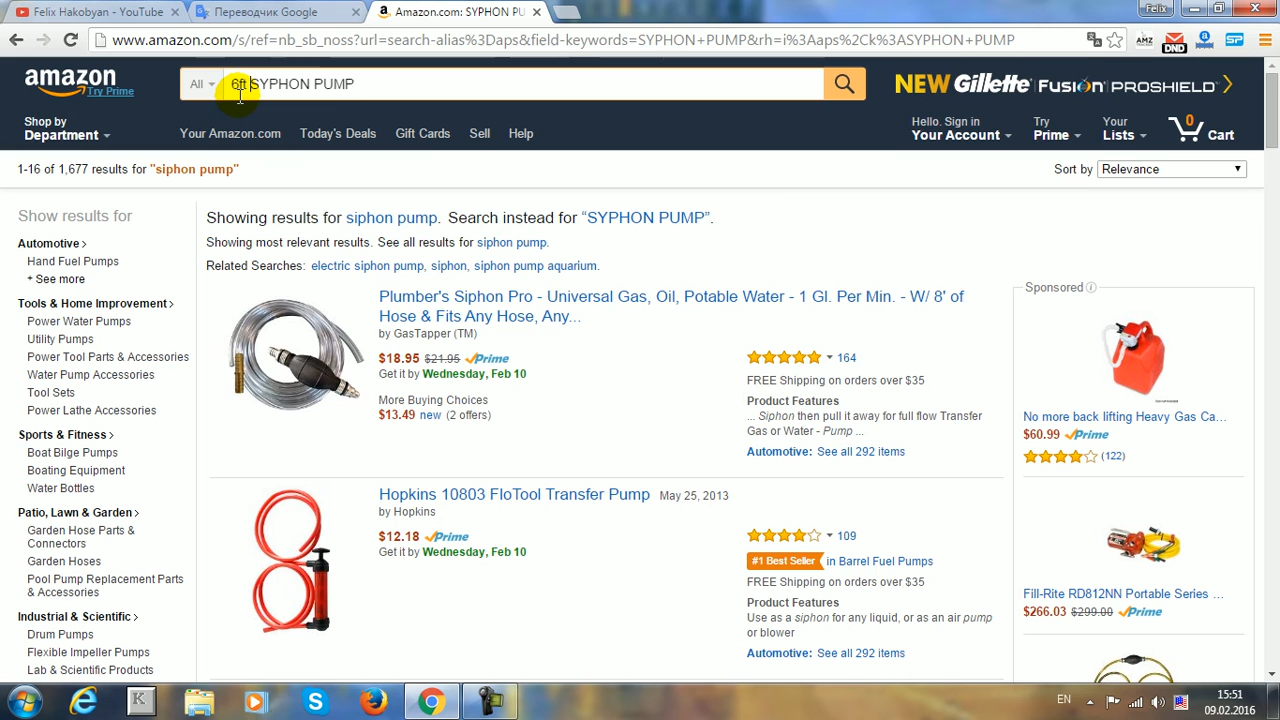 Felix Hakobyan - YouTube
Переводчик Google
Amazon.com: SYPHON PU
Felix
www.amazon.com/s/ref=nb_sb_noss?url=search-alias%3Daps&field-keywords=SYPHON+PUMP&rh=i%3Aaps%2Ck%3ASYPHON+PUMP
AMZ
DND
SP
amazon
Try Prime
All
6ft SYPHON PUMP
NEW Gillette FUSION PROSHIELD
Shop by
Department
Your Amazon.com
Today's Deals
Gift Cards
Sell
Help
Hello. Sign in
Your Account
Try
Prime
Your
Lists
0
Cart
1-16 of 1,677 results for "siphon pump"
Sort by
Relevance
Show results for
Automotive
Hand Fuel Pumps
+ See more
Tools & Home Improvement
Power Water Pumps
Utility Pumps
Power Tool Parts & Accessories
Water Pump Accessories
Tool Sets
Power Lathe Accessories
Sports & Fitness
Boat Bilge Pumps
Boating Equipment
Water Bottles
Patio, Lawn & Garden
Garden Hose Parts &
Connectors
Garden Hoses
Pool Pump Replacement Parts
& Accessories
Industrial & Scientific
Drum Pumps
Flexible Impeller Pumps
Lab & Scientific Products
Showing results for siphon pump. Search instead for “SYPHON PUMP”.
Showing most relevant results. See all results for siphon pump.
Related Searches: electric siphon pump, siphon, siphon pump aquarium.
Plumber's Siphon Pro - Universal Gas, Oil, Potable Water - 1 Gl. Per Min. - W/ 8' of
Hose & Fits Any Hose, Any...
by GasTapper (TM)
$18.95 $21.95 Prime
Get it by Wednesday, Feb 10
More Buying Choices
$13.49 new (2 offers)
164
FREE Shipping on orders over $35
Product Features
... Siphon then pull it away for full flow Transfer
Gas or Water - Pump ...
Automotive: See all 292 items
Hopkins 10803 FloTool Transfer Pump May 25, 2013
by Hopkins
$12.18 Prime
Get it by Wednesday, Feb 10
109
#1 Best Seller in Barrel Fuel Pumps
FREE Shipping on orders over $35
Product Features
Use as a siphon for any liquid, or as an air pump
or blower
Automotive: See all 292 items
Sponsored
No more back lifting Heavy Gas Ca...
$60.99 Prime
(122)
Fill-Rite RD812NN Portable Series ...
$266.03 $299.00 Prime
EN
15:51
09.02.2016